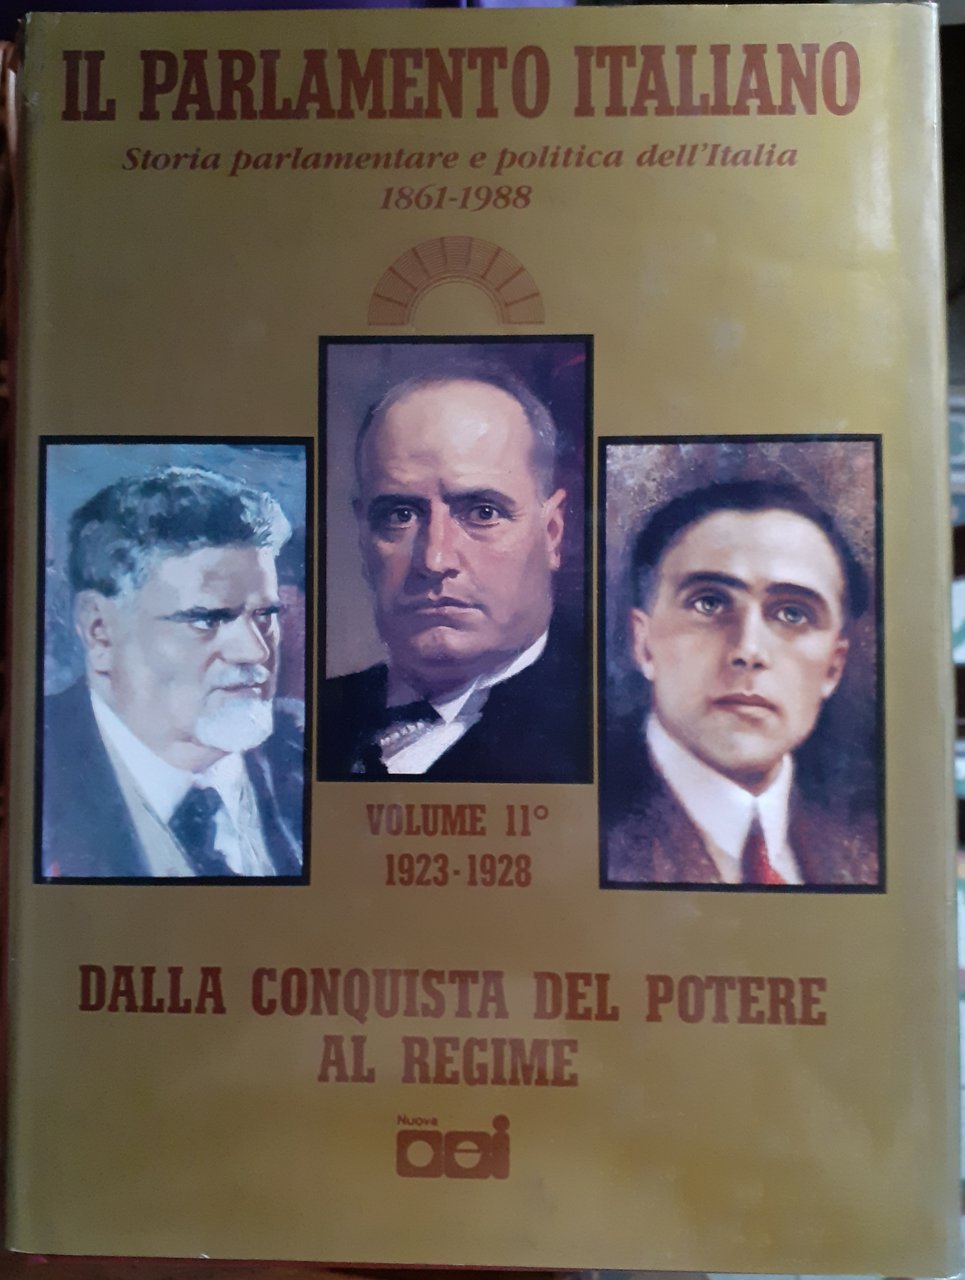 IL PARLAMENTO ITALIANO
Storia parlamentare e politica dell'Italia
1861-1988
VOLUME 11°
1923-1928
DALLA CONQUISTA DEL POTERE
AL REGIME
Nuova
cei